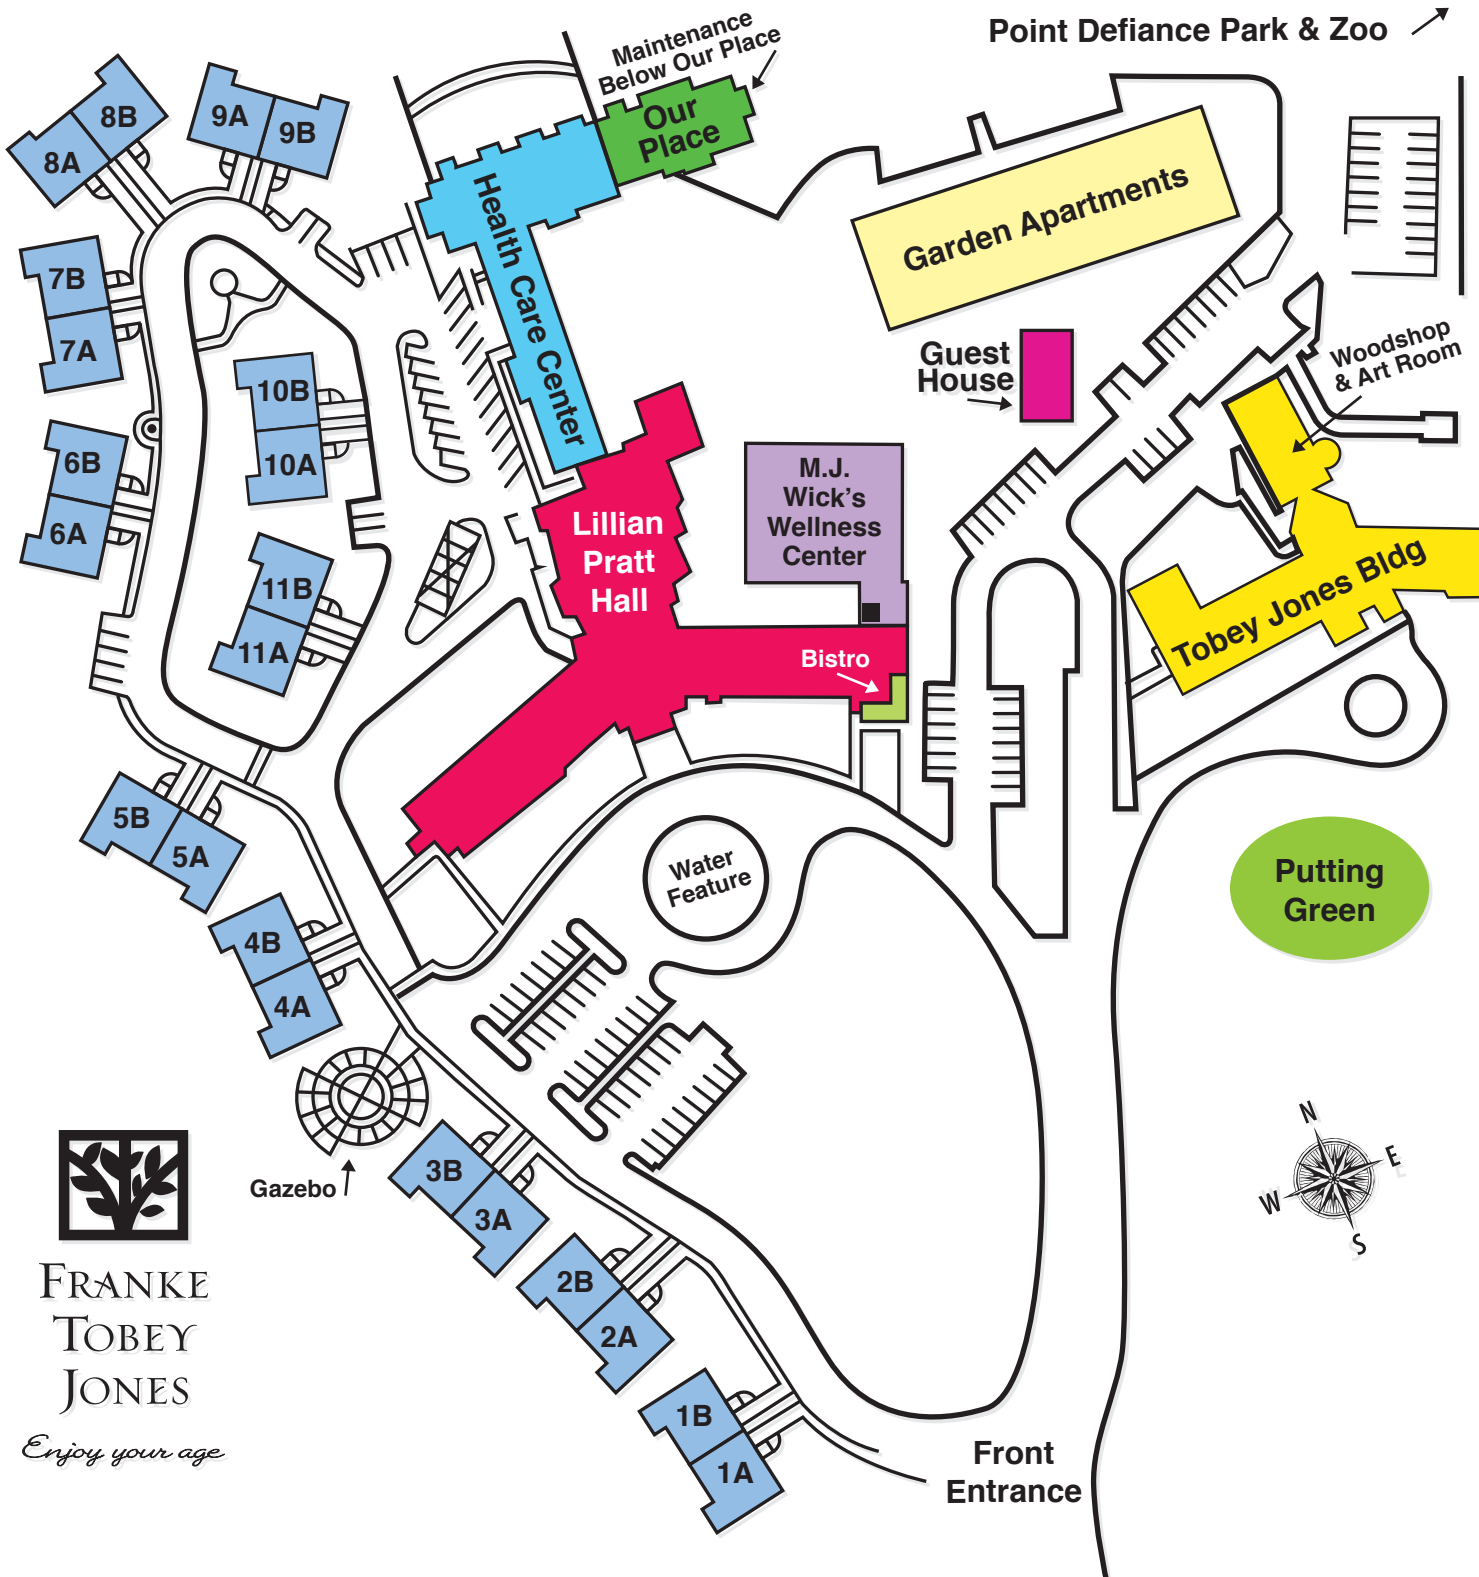 Point Defiance Park & Zoo
Maintenance
Below Our Place
Our
Place
8B
8A
9A
9B
Health Care Center
Garden Apartments
7B
7A
Guest
House
Woodshop
& Art Room
10B
10A
6B
6A
M.J.
Wick's
Wellness
Center
Lillian
Pratt
Hall
Tobey Jones Bldg
11B
11A
Bistro
5B
5A
Water
Feature
Putting
Green
4B
4A
N
E
W
S
Gazebo
3B
3A
2B
2A
1B
1A
Franke
Tobey
Jones
Enjoy your age
Front
Entrance